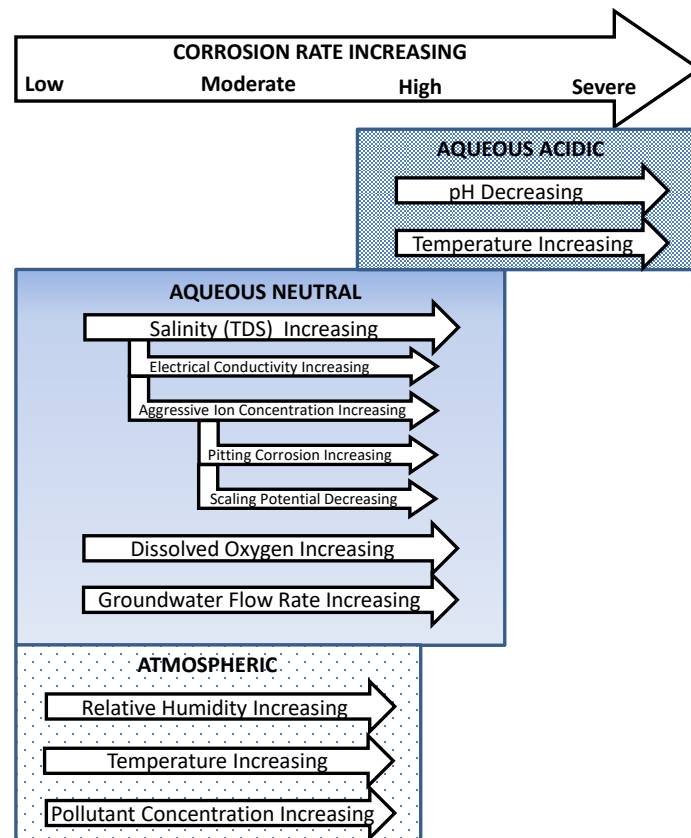 CORROSION RATE INCREASING
Low Moderate High Severe
AQUEOUS ACIDIC
pH Decreasing
Temperature Increasing
AQUEOUS NEUTRAL
Salinity (TDS) Increasing
Electrical Conductivity Increasing
Aggressive Ion Concentration Increasing
Pitting Corrosion Increasing
Scaling Potential Decreasing
Dissolved Oxygen Increasing
Groundwater Flow Rate Increasing
ATMOSPHERIC
Relative Humidity Increasing
Temperature Increasing
Pollutant Concentration Increasing